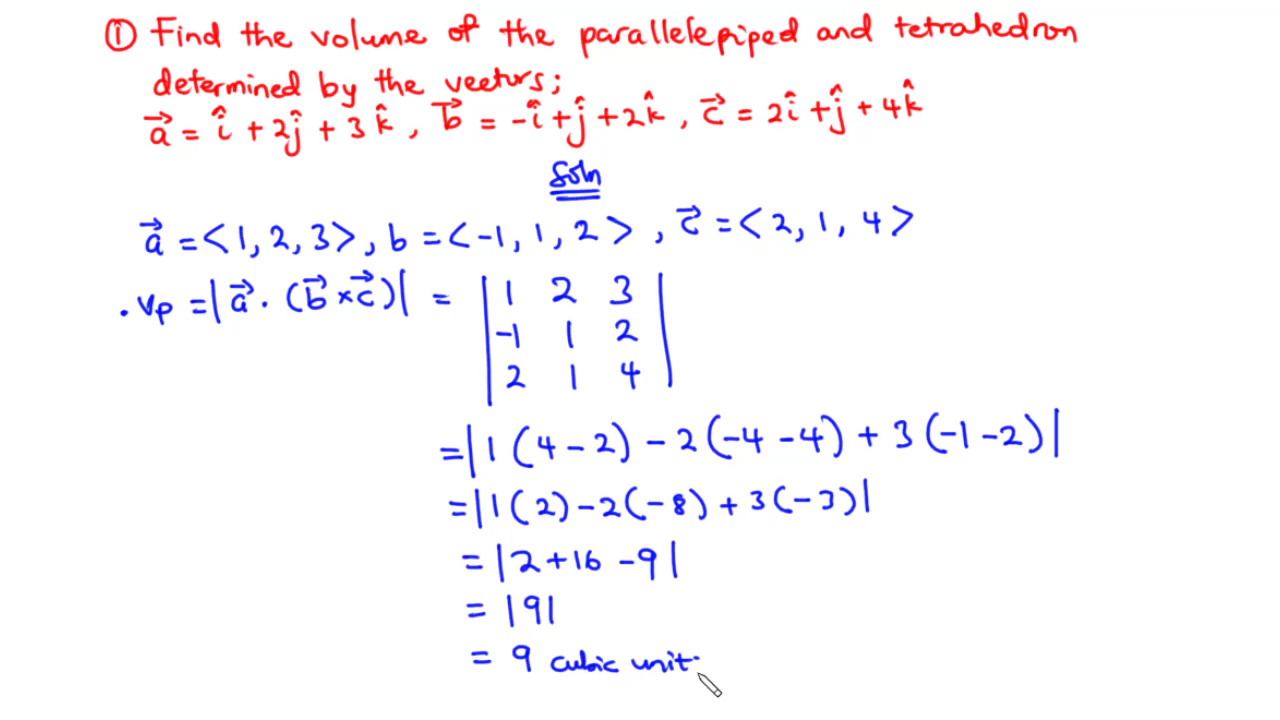 ① Find the volume of the parallelepiped and tetrahedron
determined by the vectors;
a⃗ = î + 2ĵ + 3k̂, b⃗ = -î + ĵ + 2k̂, c⃗ = 2î + ĵ + 4k̂
Soln
a⃗ = <1, 2, 3>, b = <-1, 1, 2>, c⃗ = <2, 1, 4>
. Vp = |a⃗ · (b⃗ × c⃗)| = | 1 2 3 |
-1 1 2
2 1 4
= |1(4 - 2) - 2(-4 - 4) + 3(-1 - 2)|
= |1(2) - 2(-8) + 3(-3)|
= |2 + 16 - 9|
= |9|
= 9 cubic unit